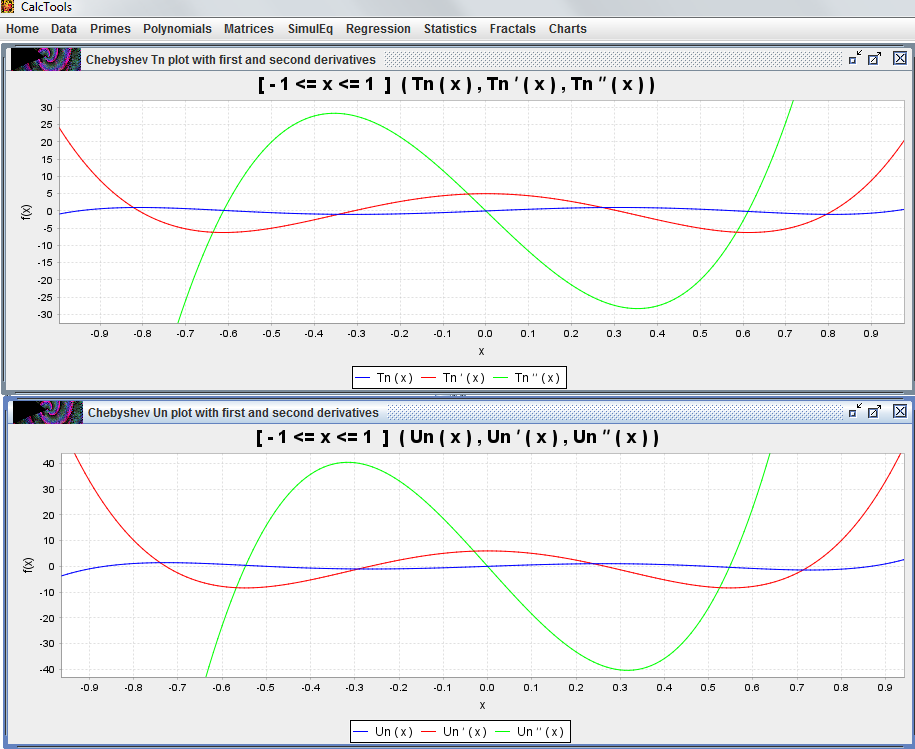 CalcTools
Home Data Primes Polynomials Matrices SimulEq Regression Statistics Fractals Charts
Chebyshev Tn plot with first and second derivatives
[ - 1 <= x <= 1 ] ( Tn ( x ) , Tn ′ ( x ) , Tn ″ ( x ) )
30
25
20
15
10
5
0
-5
-10
-15
-20
-25
-30
f(x)
-0.9 -0.8 -0.7 -0.6 -0.5 -0.4 -0.3 -0.2 -0.1 0.0 0.1 0.2 0.3 0.4 0.5 0.6 0.7 0.8 0.9
x
Tn ( x ) Tn ′ ( x ) Tn ″ ( x )
Chebyshev Un plot with first and second derivatives
[ - 1 <= x <= 1 ] ( Un ( x ) , Un ′ ( x ) , Un ″ ( x ) )
40
30
20
10
0
-10
-20
-30
-40
f(x)
-0.9 -0.8 -0.7 -0.6 -0.5 -0.4 -0.3 -0.2 -0.1 0.0 0.1 0.2 0.3 0.4 0.5 0.6 0.7 0.8 0.9
x
Un ( x ) Un ′ ( x ) Un ″ ( x )